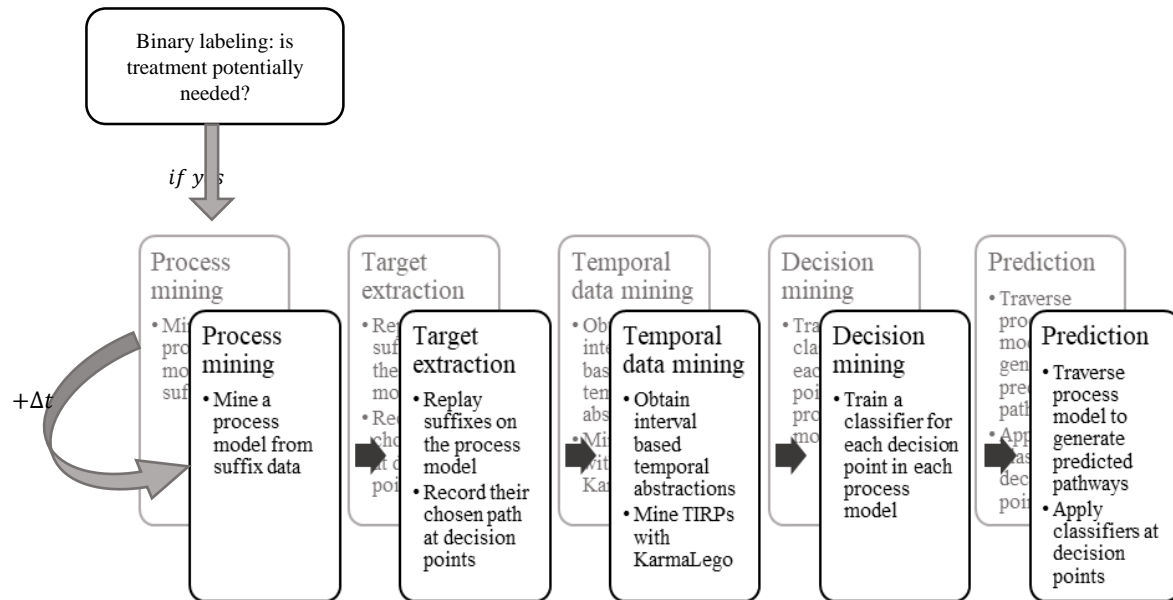 Binary labeling: is
treatment potentially
needed?
if yes
+Δt
Process
mining
Target
extraction
Temporal
data mining
Decision
mining
Prediction
• Traverse
Process
mining
• Mine a
process
model from
suffix data
Target
extraction
• Replay
suffixes on
the process
model
• Record their
chosen path
at decision
points
Temporal
data mining
• Obtain
interval
based
temporal
abstractions
• Mine TIRPs
with
KarmaLego
Decision
mining
• Train a
classifier for
each decision
point in each
process
model
Prediction
• Traverse
process
model to
generate
predicted
pathways
• Apply
classifiers at
decision
points